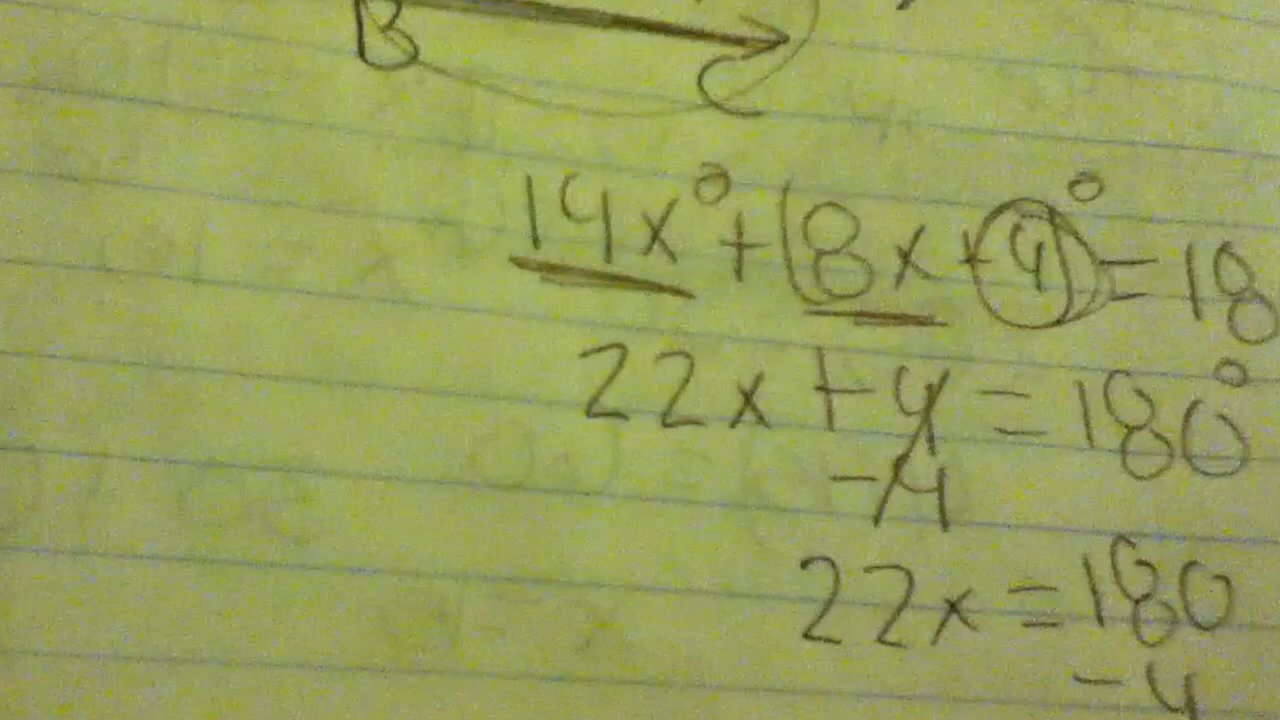 B
C
14x° + (8x + 4)° = 18
22x + 4 = 180°
-4
22x = 180
- 4